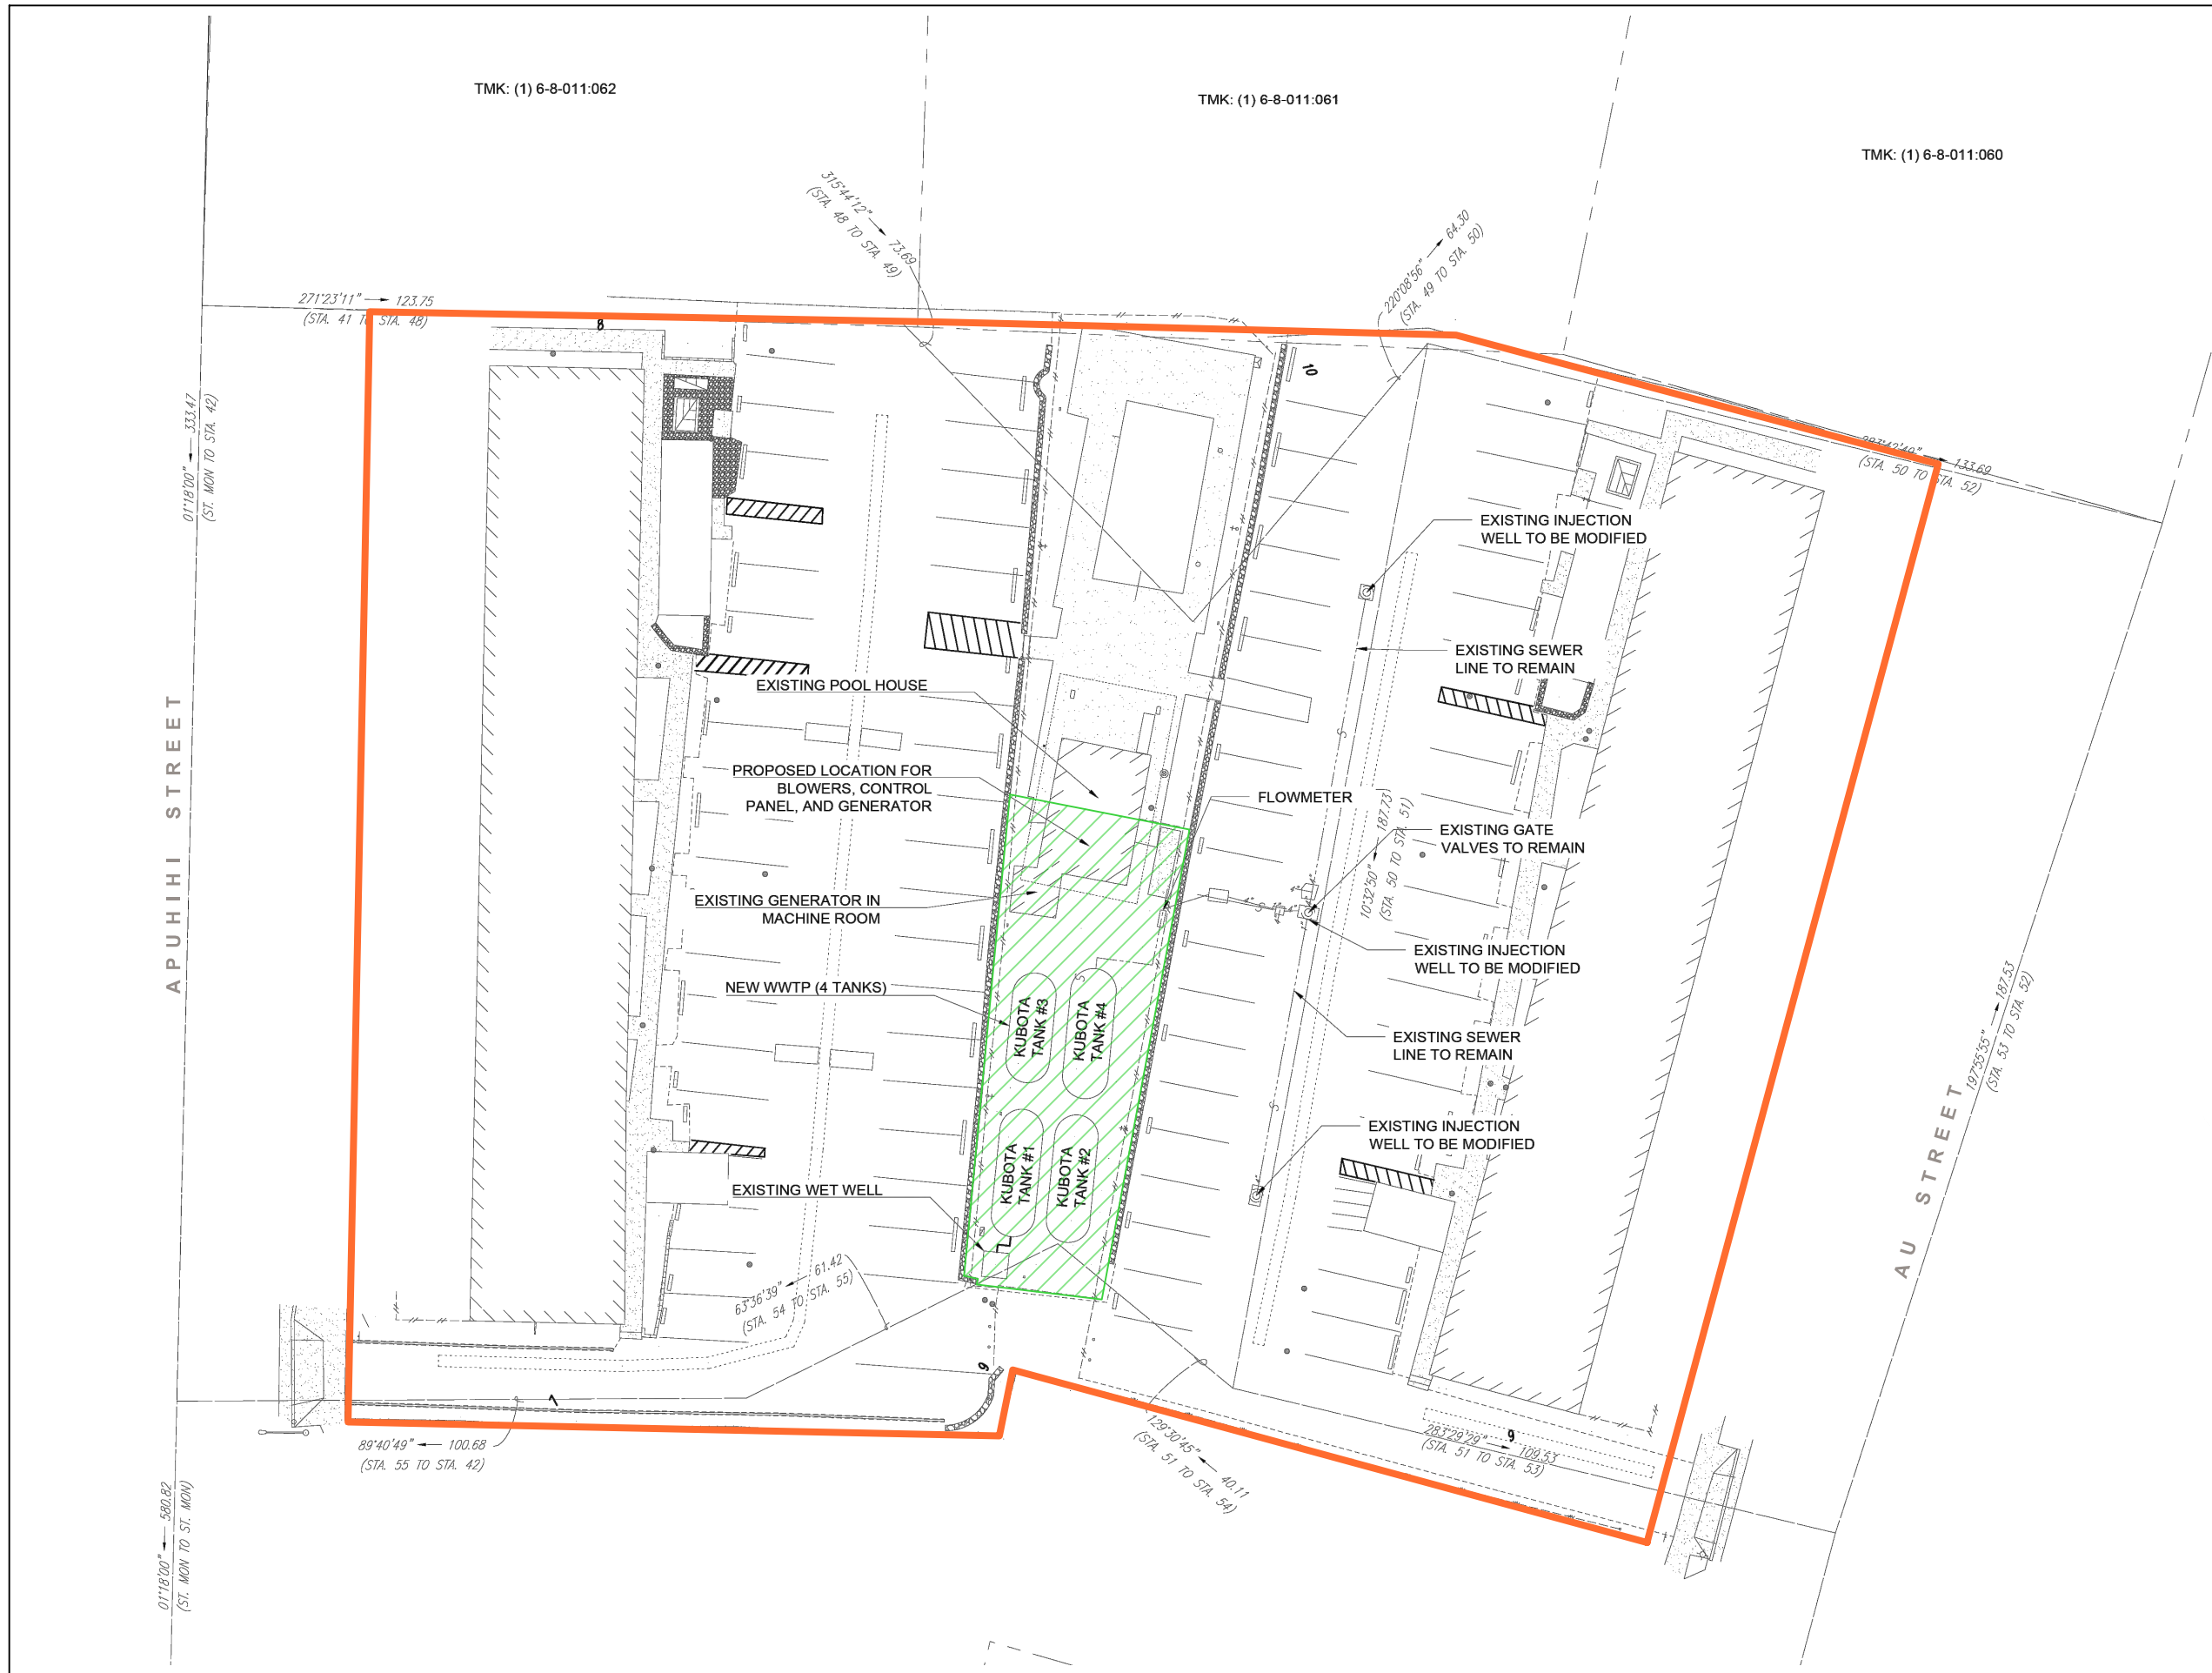 TMK: (1) 6-8-011:062
TMK: (1) 6-8-011:061
TMK: (1) 6-8-011:060
315°44'12" 73.69
(STA. 48 TO STA. 49)
220°08'56" 64.30
(STA. 49 TO STA. 50)
271°23'11" 123.75
(STA. 41 TO STA. 48)
8
10
01°18'00" 333.47
(ST. MON TO STA. 42)
283°42'49" 133.69
(STA. 50 TO STA. 52)
EXISTING INJECTION
WELL TO BE MODIFIED
EXISTING SEWER
LINE TO REMAIN
EXISTING POOL HOUSE
S
PROPOSED LOCATION FOR
BLOWERS, CONTROL
PANEL, AND GENERATOR
FLOWMETER
10°32'50" 187.73
(STA. 50 TO STA. 51)
EXISTING GATE
VALVES TO REMAIN
EXISTING GENERATOR IN
MACHINE ROOM
4" S 4" 4" 4" 4" 4"
EXISTING INJECTION
WELL TO BE MODIFIED
APUHIHI STREET
NEW WWTP (4 TANKS)
S
KUBOTA
TANK #3
KUBOTA
TANK #4
EXISTING SEWER
LINE TO REMAIN
197°55'55" 187.53
(STA. 53 TO STA. 52)
S
EXISTING INJECTION
WELL TO BE MODIFIED
4"
KUBOTA
TANK #1
KUBOTA
TANK #2
EXISTING WET WELL
AU STREET
63°36'39" 61.42
(STA. 54 TO STA. 55)
9
7
89°40'49" 100.68
(STA. 55 TO STA. 42)
129°30'45" 40.11
(STA. 51 TO STA. 54)
283°29'29" 109.53
(STA. 51 TO STA. 53)
9
01°18'00" 580.82
(ST. MON TO ST. MON)